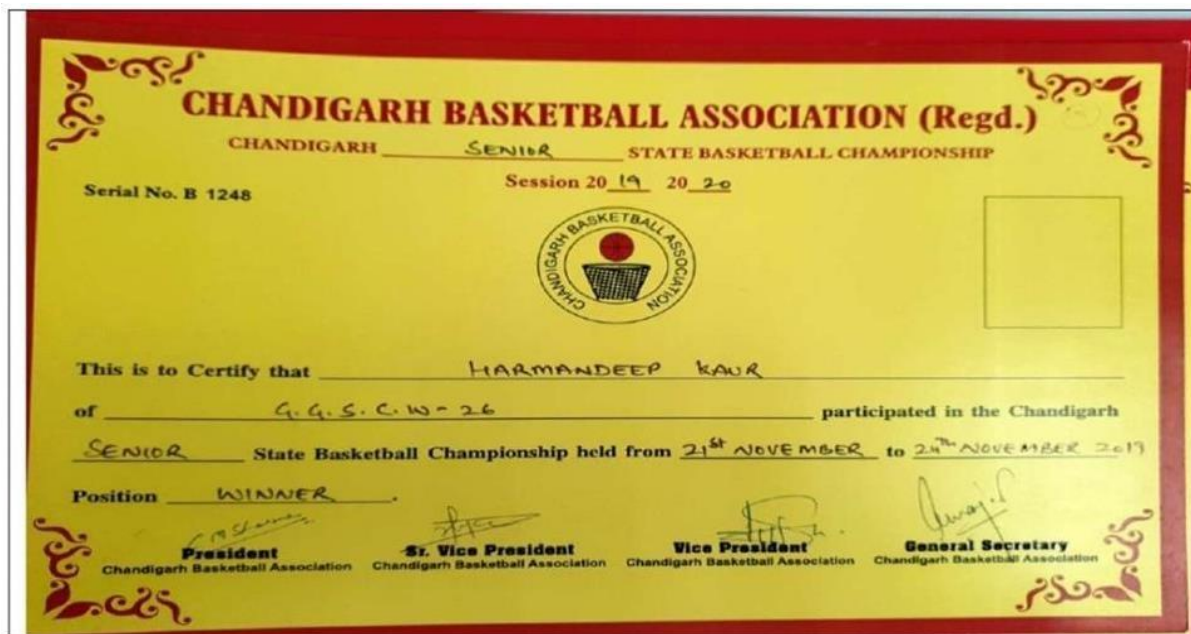 CHANDIGARH BASKETBALL ASSOCIATION (Regd.)
CHANDIGARH SENIOR STATE BASKETBALL CHAMPIONSHIP
Session 20 19 20 20
Serial No. B 1248
CHANDIGARH BASKETBALL ASSOCIATION
This is to Certify that HARMANDEEP KAUR
of G.G.S.C.W-26 participated in the Chandigarh
SENIOR State Basketball Championship held from 21st NOVEMBER to 24th NOVEMBER 2019
Position WINNER.
President Sr. Vice President Vice President General Secretary
Chandigarh Basketball Association Chandigarh Basketball Association Chandigarh Basketball Association Chandigarh Basketball Association